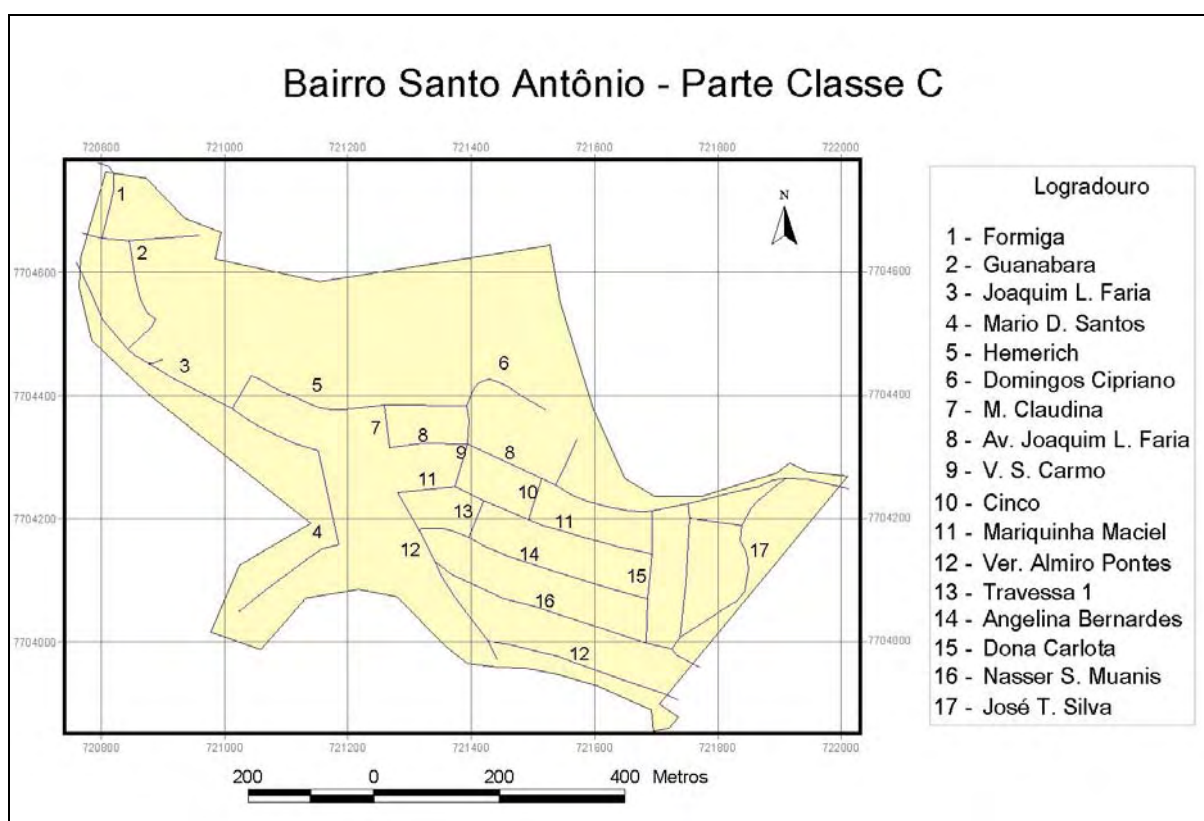 Bairro Santo Antônio - Parte Classe C
720800 721000 721200 721400 721600 721800 722000
N
7704600 7704600
7704400 7704400
7704200 7704200
7704000 7704000
1
2
3
5
6
7
8
9
8
11
10
13
11
4
12
14
15
17
16
12
720800 721000 721200 721400 721600 721800 722000
200 0 200 400 Metros
Logradouro
1 - Formiga
2 - Guanabara
3 - Joaquim L. Faria
4 - Mario D. Santos
5 - Hemerich
6 - Domingos Cipriano
7 - M. Claudina
8 - Av. Joaquim L. Faria
9 - V. S. Carmo
10 - Cinco
11 - Mariquinha Maciel
12 - Ver. Almiro Pontes
13 - Travessa 1
14 - Angelina Bernardes
15 - Dona Carlota
16 - Nasser S. Muanis
17 - José T. Silva